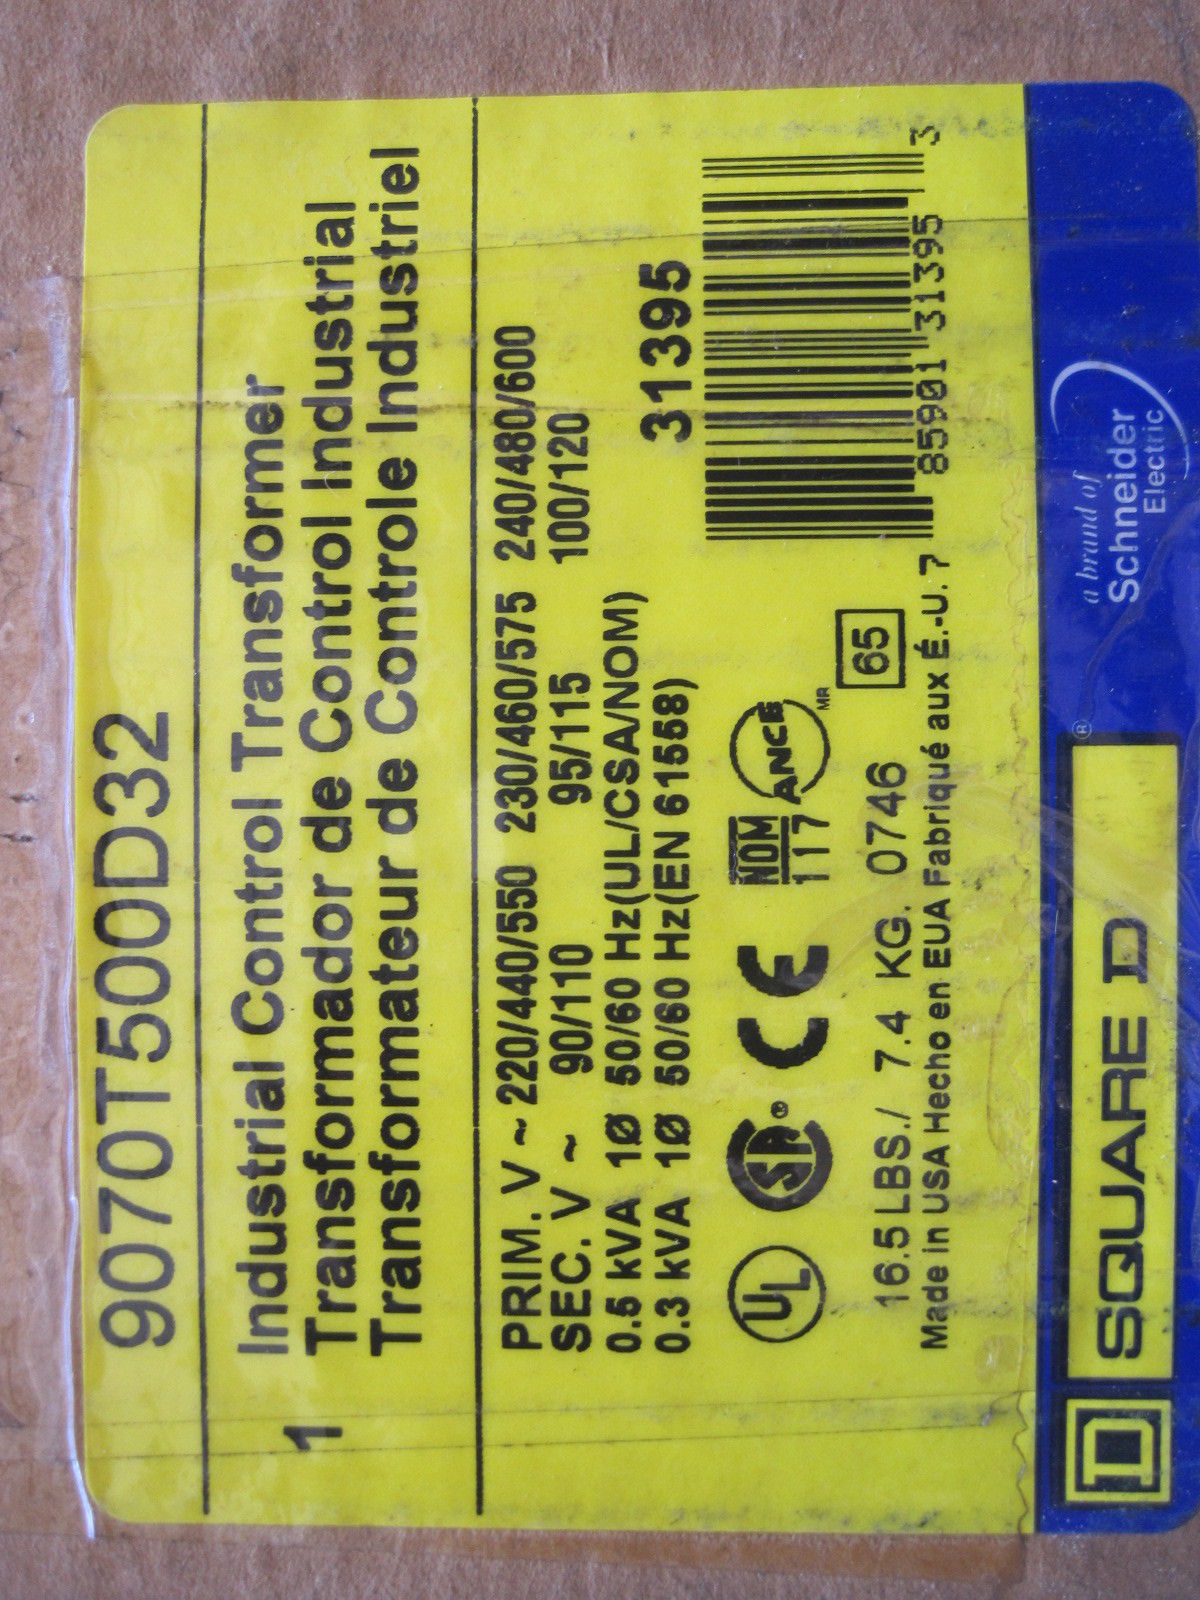 9070T500D32
1 Industrial Control Transformer
Transformador de Control Industrial
Transformateur de Controle Industriel
PRIM. V ~ 220/440/550 230/460/575 240/480/600
SEC. V ~ 90/110 95/115 100/120
0.5 kVA 1Ø 50/60 Hz(UL/CSA/NOM)
0.3 kVA 1Ø 50/60 Hz(EN 61558)
31395
UL SA® CE NOM 117 ANCE MR
16.5 LBS./ 7.4 KG. 0746 65
Made in USA Hecho en EUA Fabriqué aux É.-U.
7 85901 31395 3
D SQUARE D ®
a brand of
Schneider
Electric